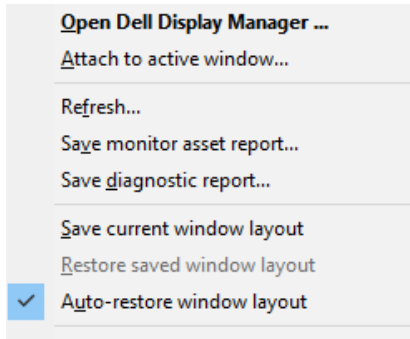 Open Dell Display Manager ...
Attach to active window...
Refresh...
Save monitor asset report...
Save diagnostic report...
Save current window layout
Restore saved window layout
Auto-restore window layout